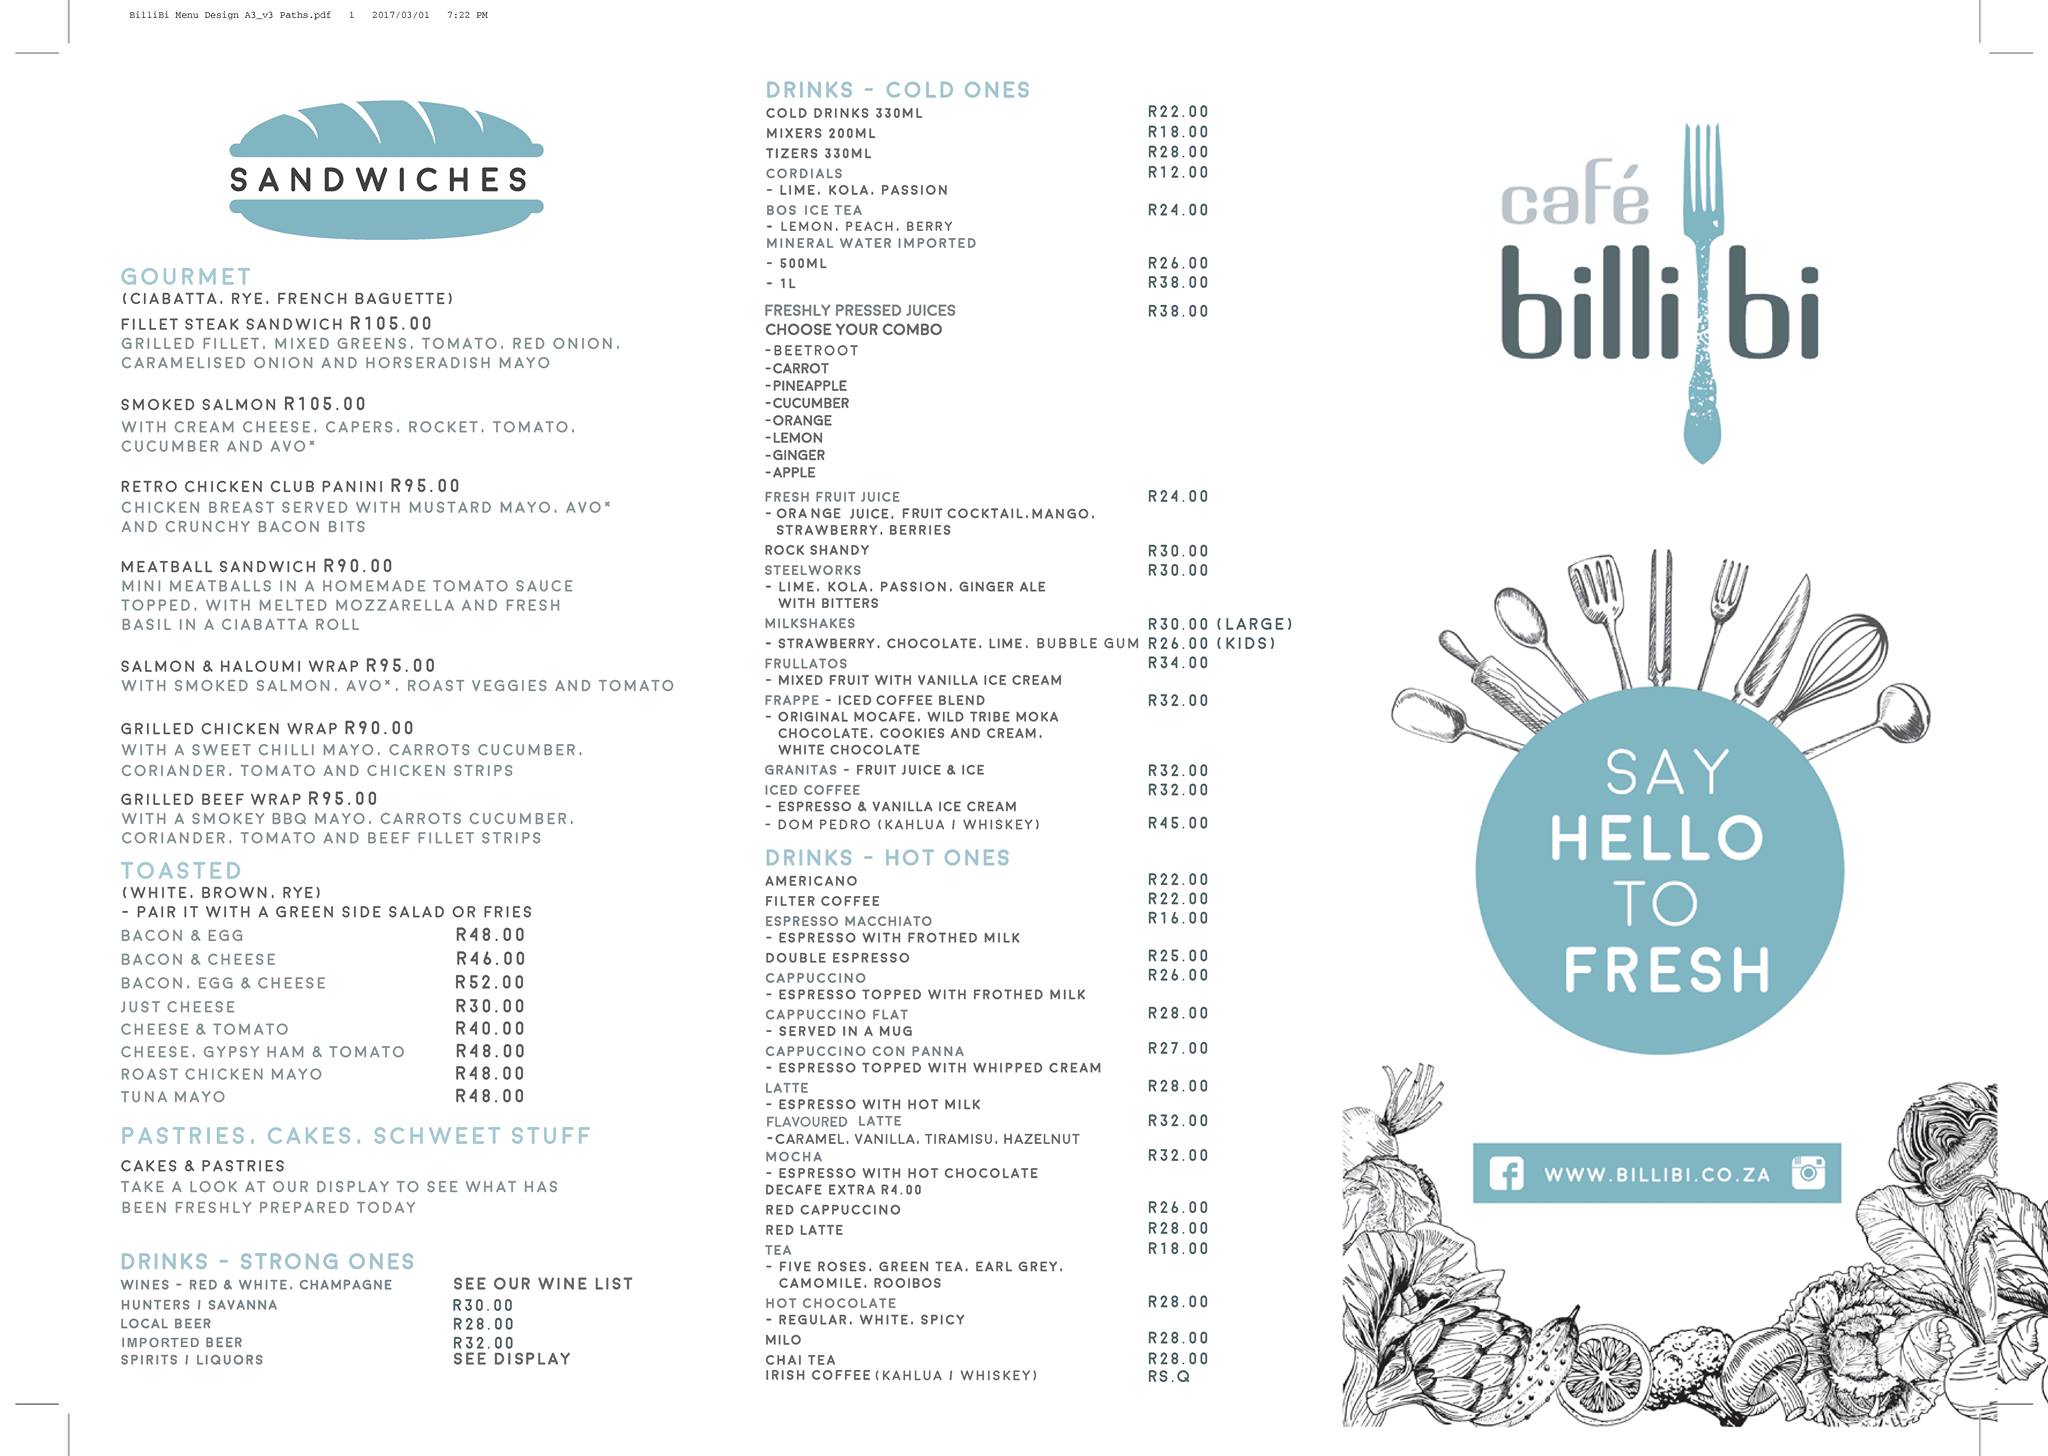 BilliBi Menu Design A3_v3 Paths.pdf 1 2017/03/01 7:22 PM
SANDWICHES
GOURMET
(CIABATTA, RYE, FRENCH BAGUETTE)
FILLET STEAK SANDWICH R105.00
GRILLED FILLET, MIXED GREENS, TOMATO, RED ONION,
CARAMELISED ONION AND HORSERADISH MAYO
SMOKED SALMON R105.00
WITH CREAM CHEESE, CAPERS, ROCKET, TOMATO,
CUCUMBER AND AVO*
RETRO CHICKEN CLUB PANINI R95.00
CHICKEN BREAST SERVED WITH MUSTARD MAYO, AVO*
AND CRUNCHY BACON BITS
MEATBALL SANDWICH R90.00
MINI MEATBALLS IN A HOMEMADE TOMATO SAUCE
TOPPED, WITH MELTED MOZZARELLA AND FRESH
BASIL IN A CIABATTA ROLL
SALMON & HALOUMI WRAP R95.00
WITH SMOKED SALMON, AVO*, ROAST VEGGIES AND TOMATO
GRILLED CHICKEN WRAP R90.00
WITH A SWEET CHILLI MAYO, CARROTS CUCUMBER,
CORIANDER, TOMATO AND CHICKEN STRIPS
GRILLED BEEF WRAP R95.00
WITH A SMOKEY BBQ MAYO, CARROTS CUCUMBER,
CORIANDER, TOMATO AND BEEF FILLET STRIPS
TOASTED
(WHITE, BROWN, RYE)
- PAIR IT WITH A GREEN SIDE SALAD OR FRIES
BACON & EGG R48.00
BACON & CHEESE R46.00
BACON, EGG & CHEESE R52.00
JUST CHEESE R30.00
CHEESE & TOMATO R40.00
CHEESE, GYPSY HAM & TOMATO R48.00
ROAST CHICKEN MAYO R48.00
TUNA MAYO R48.00
PASTRIES, CAKES, SCHWEET STUFF
CAKES & PASTRIES
TAKE A LOOK AT OUR DISPLAY TO SEE WHAT HAS
BEEN FRESHLY PREPARED TODAY
DRINKS - STRONG ONES
WINES - RED & WHITE, CHAMPAGNE SEE OUR WINE LIST
HUNTERS / SAVANNA R30.00
LOCAL BEER R28.00
IMPORTED BEER R32.00
SPIRITS / LIQUORS SEE DISPLAY
DRINKS - COLD ONES
COLD DRINKS 330ML R22.00
MIXERS 200ML R18.00
TIZERS 330ML R28.00
CORDIALS R12.00
- LIME, KOLA, PASSION
BOS ICE TEA R24.00
- LEMON, PEACH, BERRY
MINERAL WATER IMPORTED
- 500ML R26.00
- 1L R38.00
FRESHLY PRESSED JUICES R38.00
CHOOSE YOUR COMBO
-BEETROOT
-CARROT
-PINEAPPLE
-CUCUMBER
-ORANGE
-LEMON
-GINGER
-APPLE
FRESH FRUIT JUICE R24.00
- ORANGE JUICE, FRUIT COCKTAIL,MANGO,
STRAWBERRY, BERRIES
ROCK SHANDY R30.00
STEELWORKS R30.00
- LIME, KOLA, PASSION, GINGER ALE
WITH BITTERS
MILKSHAKES R30.00 (LARGE)
- STRAWBERRY, CHOCOLATE, LIME, BUBBLE GUM R26.00 (KIDS)
FRULLATOS R34.00
- MIXED FRUIT WITH VANILLA ICE CREAM
FRAPPE - ICED COFFEE BLEND R32.00
- ORIGINAL MOCAFE, WILD TRIBE MOKA
CHOCOLATE, COOKIES AND CREAM,
WHITE CHOCOLATE
GRANITAS - FRUIT JUICE & ICE R32.00
ICED COFFEE R32.00
- ESPRESSO & VANILLA ICE CREAM
- DOM PEDRO (KAHLUA / WHISKEY) R45.00
DRINKS - HOT ONES
AMERICANO R22.00
FILTER COFFEE R22.00
ESPRESSO MACCHIATO R16.00
- ESPRESSO WITH FROTHED MILK
DOUBLE ESPRESSO R25.00
CAPPUCCINO R26.00
- ESPRESSO TOPPED WITH FROTHED MILK
CAPPUCCINO FLAT R28.00
- SERVED IN A MUG
CAPPUCCINO CON PANNA R27.00
- ESPRESSO TOPPED WITH WHIPPED CREAM
LATTE R28.00
- ESPRESSO WITH HOT MILK
FLAVOURED LATTE R32.00
-CARAMEL, VANILLA, TIRAMISU, HAZELNUT
MOCHA R32.00
- ESPRESSO WITH HOT CHOCOLATE
DECAFE EXTRA R4.00
RED CAPPUCCINO R26.00
RED LATTE R28.00
TEA R18.00
- FIVE ROSES, GREEN TEA, EARL GREY,
CAMOMILE, ROOIBOS
HOT CHOCOLATE R28.00
- REGULAR, WHITE, SPICY
MILO R28.00
CHAI TEA R28.00
IRISH COFFEE (KAHLUA / WHISKEY) RS.Q
café
billi bi
SAY
HELLO
TO
FRESH
WWW.BILLIBI.CO.ZA